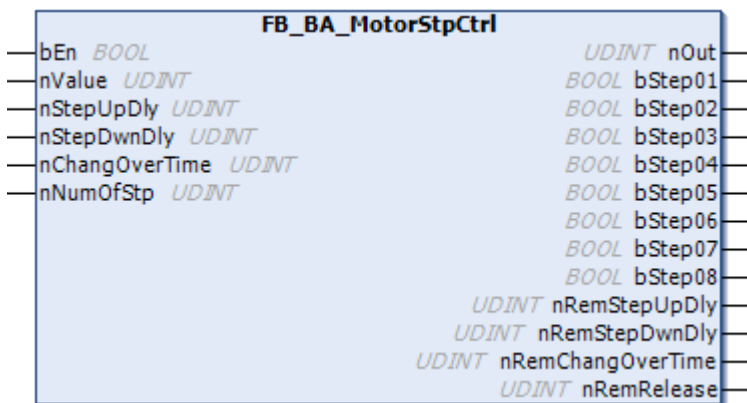 FB_BA_MotorStpCtrl
bEn BOOL UDINT nOut
nValue UDINT BOOL bStep01
nStepUpDly UDINT BOOL bStep02
nStepDwnDly UDINT BOOL bStep03
nChangOverTime UDINT BOOL bStep04
nNumOfStp UDINT BOOL bStep05
BOOL bStep06
BOOL bStep07
BOOL bStep08
UDINT nRemStepUpDly
UDINT nRemStepDwnDly
UDINT nRemChangOverTime
UDINT nRemRelease